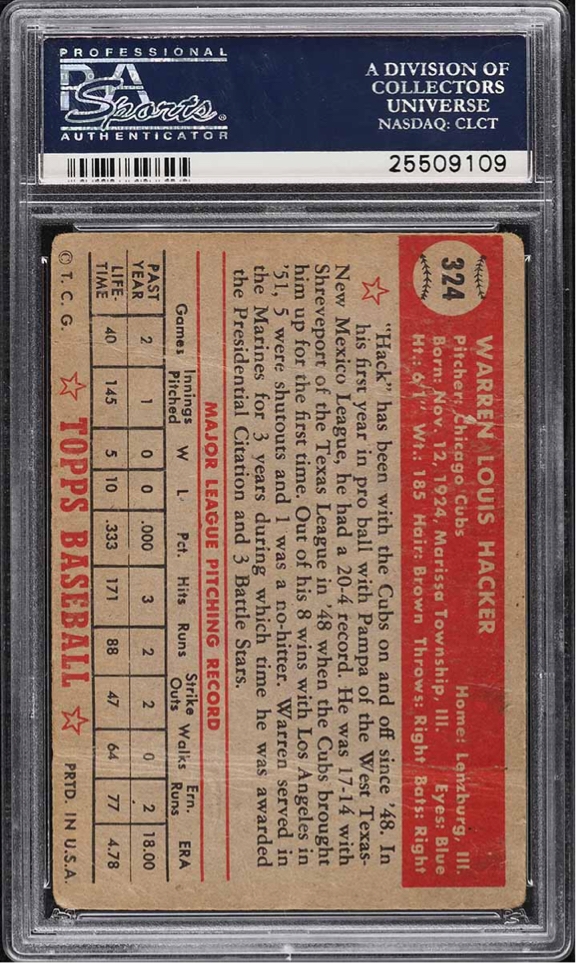 PROFESSIONAL
PSA
Sports®
AUTHENTICATOR
A DIVISION OF
COLLECTORS
UNIVERSE
NASDAQ: CLCT
25509109
324
WARREN LOUIS HACKER
Pitcher: Chicago Cubs Home: Lenzburg, Ill.
Born: Nov. 12, 1924, Marissa Township, Ill. Eyes: Blue
Ht.: 6'1" Wt.: 185 Hair: Brown Throws: Right Bats: Right
"Hack" has been with the Cubs on and off since '48. In
his first year in pro ball with Pampa of the West Texas-
New Mexico League, he had a 20-4 record. He was 17-14 with
Shreveport of the Texas League in '48 when the Cubs brought
him up for the first time. Out of his 8 wins with Los Angeles in
'51, 5 were shutouts and 1 was a no-hitter. Warren served in
the Marines for 3 years during which time he was awarded
the Presidential Citation and 3 Battle Stars.
MAJOR LEAGUE PITCHING RECORD
Games Innings Pitched W L Pct. Hits Runs Strike Outs Walks Ern. Runs ERA
PAST YEAR 2 1 0 0 .000 3 2 2 0 2 18.00
LIFE-TIME 40 145 5 10 .333 171 88 47 64 77 4.78
© T. C. G. ☆ TOPPS BASEBALL ☆ PRTD. IN U.S.A.